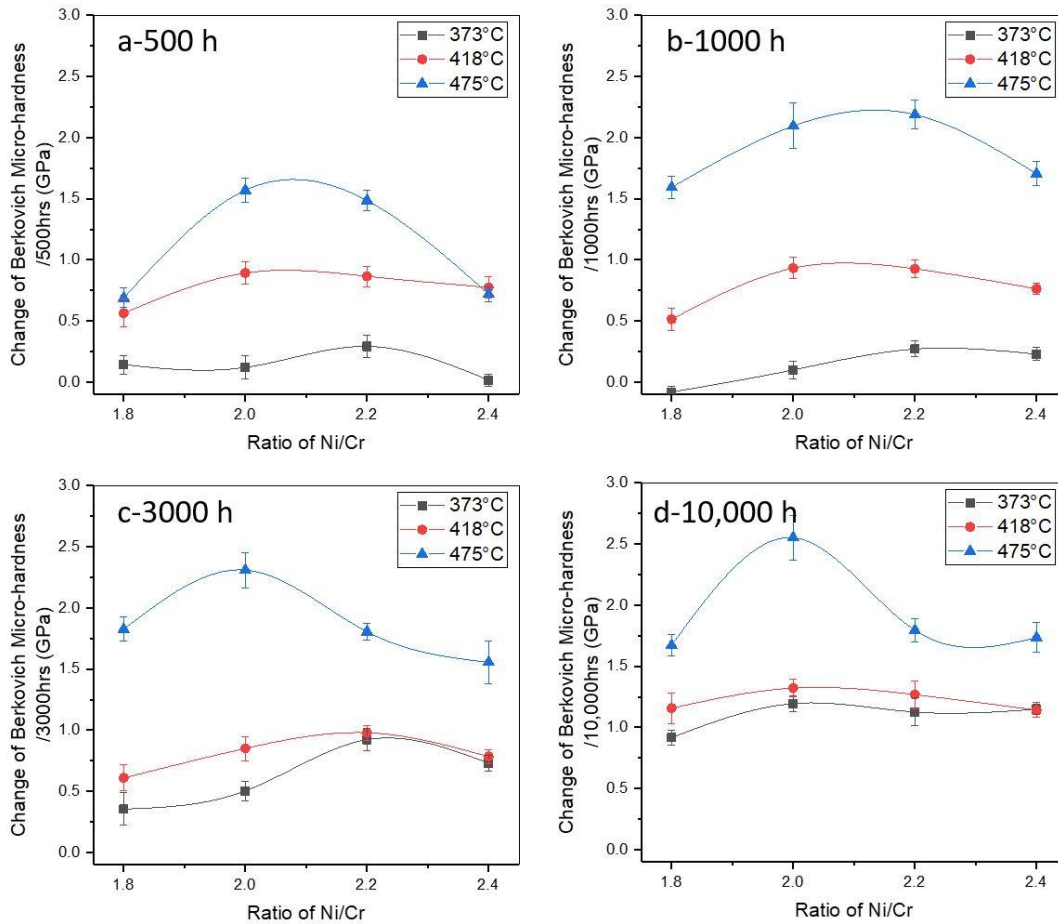 a-500 h
373°C
418°C
475°C
3.0
2.5
2.0
1.5
1.0
0.5
0.0
Change of Berkovich Micro-hardness
/500hrs (GPa)
1.8 2.0 2.2 2.4
Ratio of Ni/Cr
b-1000 h
373°C
418°C
475°C
3.0
2.5
2.0
1.5
1.0
0.5
0.0
Change of Berkovich Micro-hardness
/1000hrs (GPa)
1.8 2.0 2.2 2.4
Ratio of Ni/Cr
c-3000 h
373°C
418°C
475°C
3.0
2.5
2.0
1.5
1.0
0.5
0.0
Change of Berkovich Micro-hardness
/3000hrs (GPa)
1.8 2.0 2.2 2.4
Ratio of Ni/Cr
d-10,000 h
373°C
418°C
475°C
3.0
2.5
2.0
1.5
1.0
0.5
0.0
Change of Berkovich Micro-hardness
/10,000hrs (GPa)
1.8 2.0 2.2 2.4
Ratio of Ni/Cr